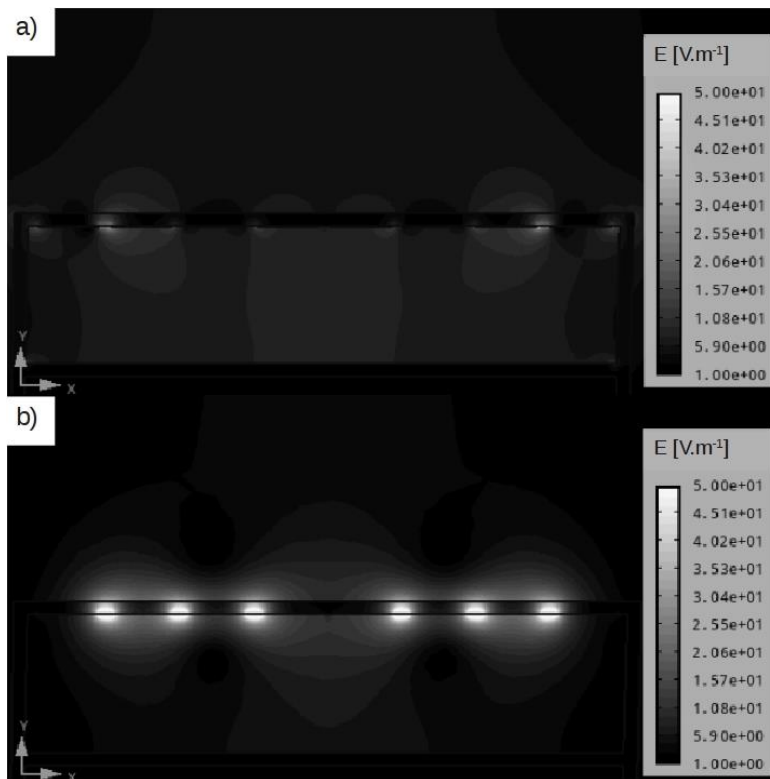 a)
E [V.m⁻¹]
5.00e+01
4.51e+01
4.02e+01
3.53e+01
3.04e+01
2.55e+01
2.06e+01
1.57e+01
1.08e+01
5.90e+00
1.00e+00
Y
X
b)
E [V.m⁻¹]
5.00e+01
4.51e+01
4.02e+01
3.53e+01
3.04e+01
2.55e+01
2.06e+01
1.57e+01
1.08e+01
5.90e+00
1.00e+00
Y
X